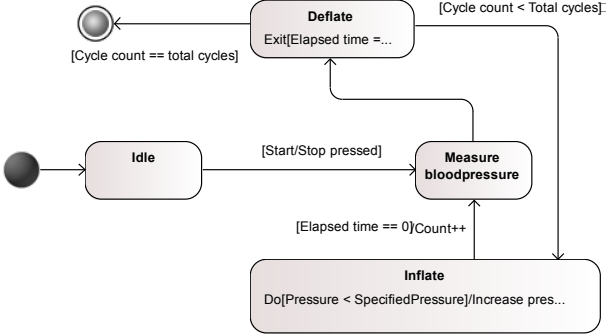 Deflate
[Cycle count < Total cycles]
Exit[Elapsed time =...
[Cycle count == total cycles]
Idle
[Start/Stop pressed]
Measure
bloodpressure
[Elapsed time == 0]/Count++
Inflate
Do[Pressure < SpecifiedPressure]/Increase pres...